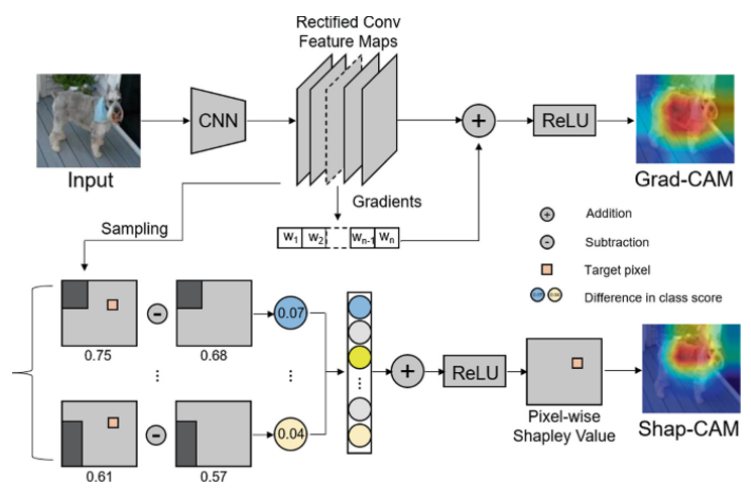 Rectified Conv
Feature Maps
CNN
+
ReLU
Input
Grad-CAM
Gradients
Sampling
w1 w2 wn-1 wn
+ Addition
- Subtraction
Target pixel
Difference in class score
- 0.07
0.75 0.68
...
...
...
+
ReLU
- 0.04
0.61 0.57
Pixel-wise
Shapley Value
Shap-CAM